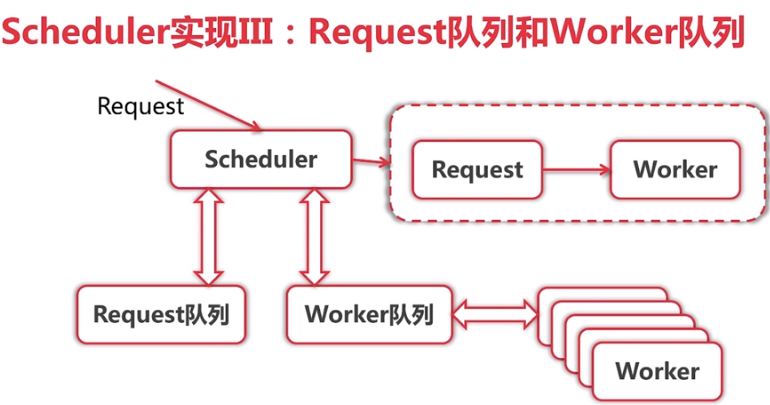 Scheduler实现III：Request队列和Worker队列
Request
Scheduler
Request
Worker
Request队列
Worker队列
Worker